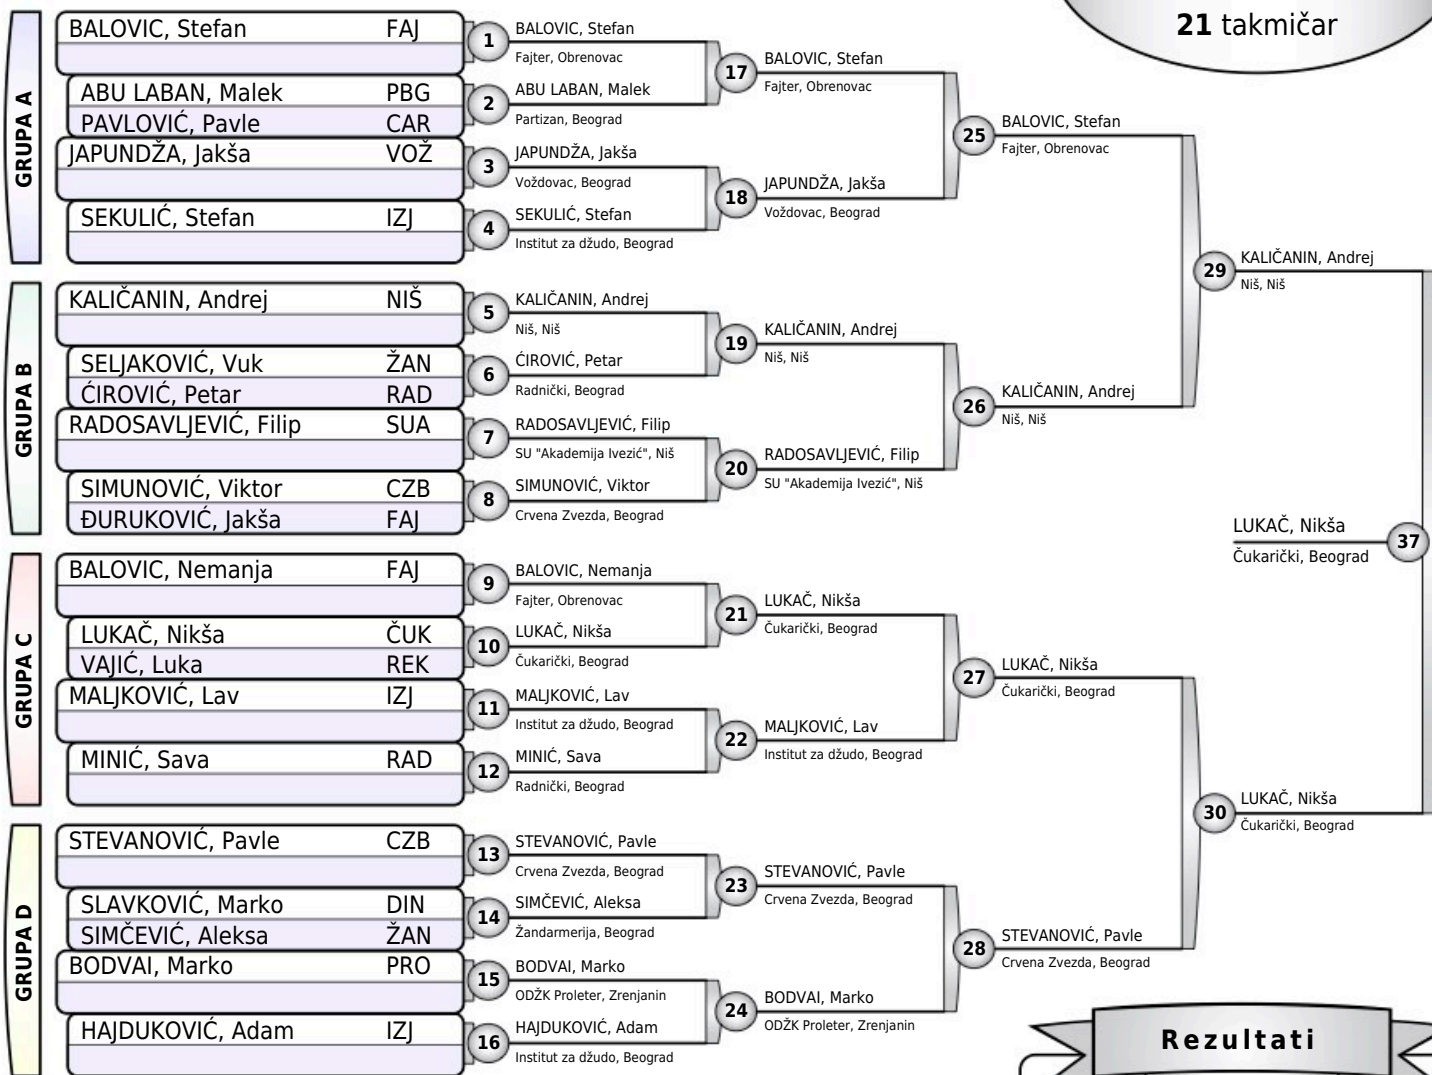 21 takmičar
GRUPA A
BALOVIC, Stefan FAJ
ABU LABAN, Malek PBG
PAVLOVIĆ, Pavle CAR
JAPUNDŽA, Jakša VOŽ
SEKULIĆ, Stefan IZJ
GRUPA B
KALIČANIN, Andrej NIŠ
SELJAKOVIĆ, Vuk ŽAN
ĆIROVIĆ, Petar RAD
RADOSAVLJEVIĆ, Filip SUA
SIMUNOVIĆ, Viktor CZB
ĐURUKOVIĆ, Jakša FAJ
GRUPA C
BALOVIC, Nemanja FAJ
LUKAČ, Nikša ČUK
VAJIĆ, Luka REK
MALJKOVIĆ, Lav IZJ
MINIĆ, Sava RAD
GRUPA D
STEVANOVIĆ, Pavle CZB
SLAVKOVIĆ, Marko DIN
SIMČEVIĆ, Aleksa ŽAN
BODVAI, Marko PRO
HAJDUKOVIĆ, Adam IZJ
1 BALOVIC, Stefan
Fajter, Obrenovac
2 ABU LABAN, Malek
Partizan, Beograd
3 JAPUNDŽA, Jakša
Voždovac, Beograd
4 SEKULIĆ, Stefan
Institut za džudo, Beograd
5 KALIČANIN, Andrej
Niš, Niš
6 ĆIROVIĆ, Petar
Radnički, Beograd
7 RADOSAVLJEVIĆ, Filip
SU "Akademija Ivezić", Niš
8 SIMUNOVIĆ, Viktor
Crvena Zvezda, Beograd
9 BALOVIC, Nemanja
Fajter, Obrenovac
10 LUKAČ, Nikša
Čukarički, Beograd
11 MALJKOVIĆ, Lav
Institut za džudo, Beograd
12 MINIĆ, Sava
Radnički, Beograd
13 STEVANOVIĆ, Pavle
Crvena Zvezda, Beograd
14 SIMČEVIĆ, Aleksa
Žandarmerija, Beograd
15 BODVAI, Marko
ODŽK Proleter, Zrenjanin
16 HAJDUKOVIĆ, Adam
Institut za džudo, Beograd
17 BALOVIC, Stefan
Fajter, Obrenovac
18 JAPUNDŽA, Jakša
Voždovac, Beograd
19 KALIČANIN, Andrej
Niš, Niš
20 RADOSAVLJEVIĆ, Filip
SU "Akademija Ivezić", Niš
21 LUKAČ, Nikša
Čukarički, Beograd
22 MALJKOVIĆ, Lav
Institut za džudo, Beograd
23 STEVANOVIĆ, Pavle
Crvena Zvezda, Beograd
24 BODVAI, Marko
ODŽK Proleter, Zrenjanin
25 BALOVIC, Stefan
Fajter, Obrenovac
26 KALIČANIN, Andrej
Niš, Niš
27 LUKAČ, Nikša
Čukarički, Beograd
28 STEVANOVIĆ, Pavle
Crvena Zvezda, Beograd
29 KALIČANIN, Andrej
Niš, Niš
30 LUKAČ, Nikša
Čukarički, Beograd
LUKAČ, Nikša 37
Čukarički, Beograd
Rezultati